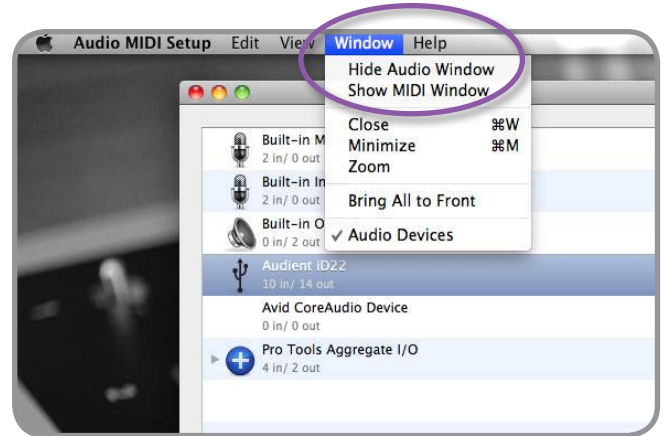 Audio MIDI Setup Edit View Window Help
Hide Audio Window
Show MIDI Window
Close ⌘W
Minimize ⌘M
Zoom
Bring All to Front
✓ Audio Devices
Built-in M
2 in/ 0 out
Built-in In
2 in/ 0 out
Built-in O
0 in/ 2 out
Audient iD22
10 in/ 14 out
Avid CoreAudio Device
0 in/ 0 out
Pro Tools Aggregate I/O
4 in/ 2 out